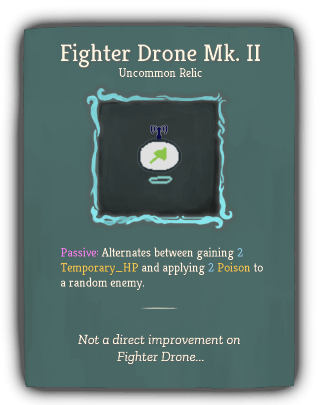 Fighter Drone Mk. II
Uncommon Relic
Passive: Alternates between gaining 2
Temporary_HP and applying 2 Poison to
a random enemy.
Not a direct improvement on
Fighter Drone...